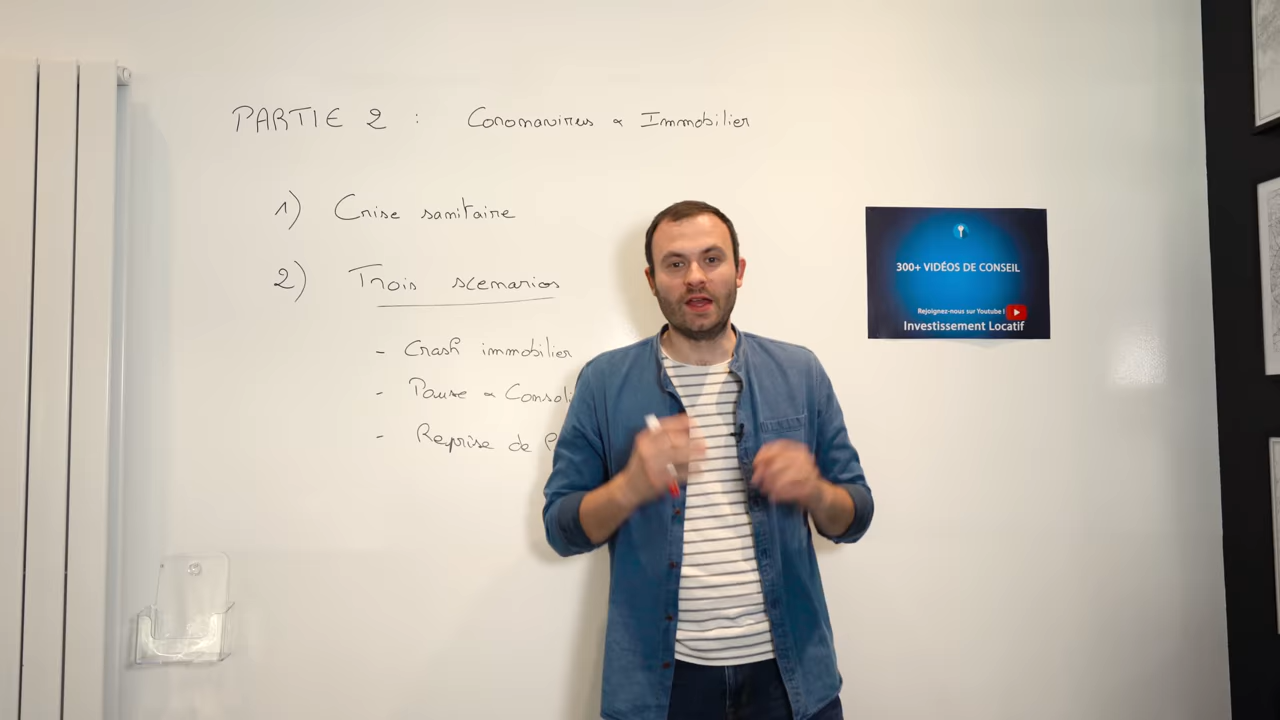 PARTIE 2 : Coronavirus & Immobilier
1) Crise sanitaire
2) Trois scenarios
- Crash immobilier
- Pause & Consoli
- Reprise de
300+ VIDÉOS DE CONSEIL
Rejoignez-nous sur Youtube !
Investissement Locatif